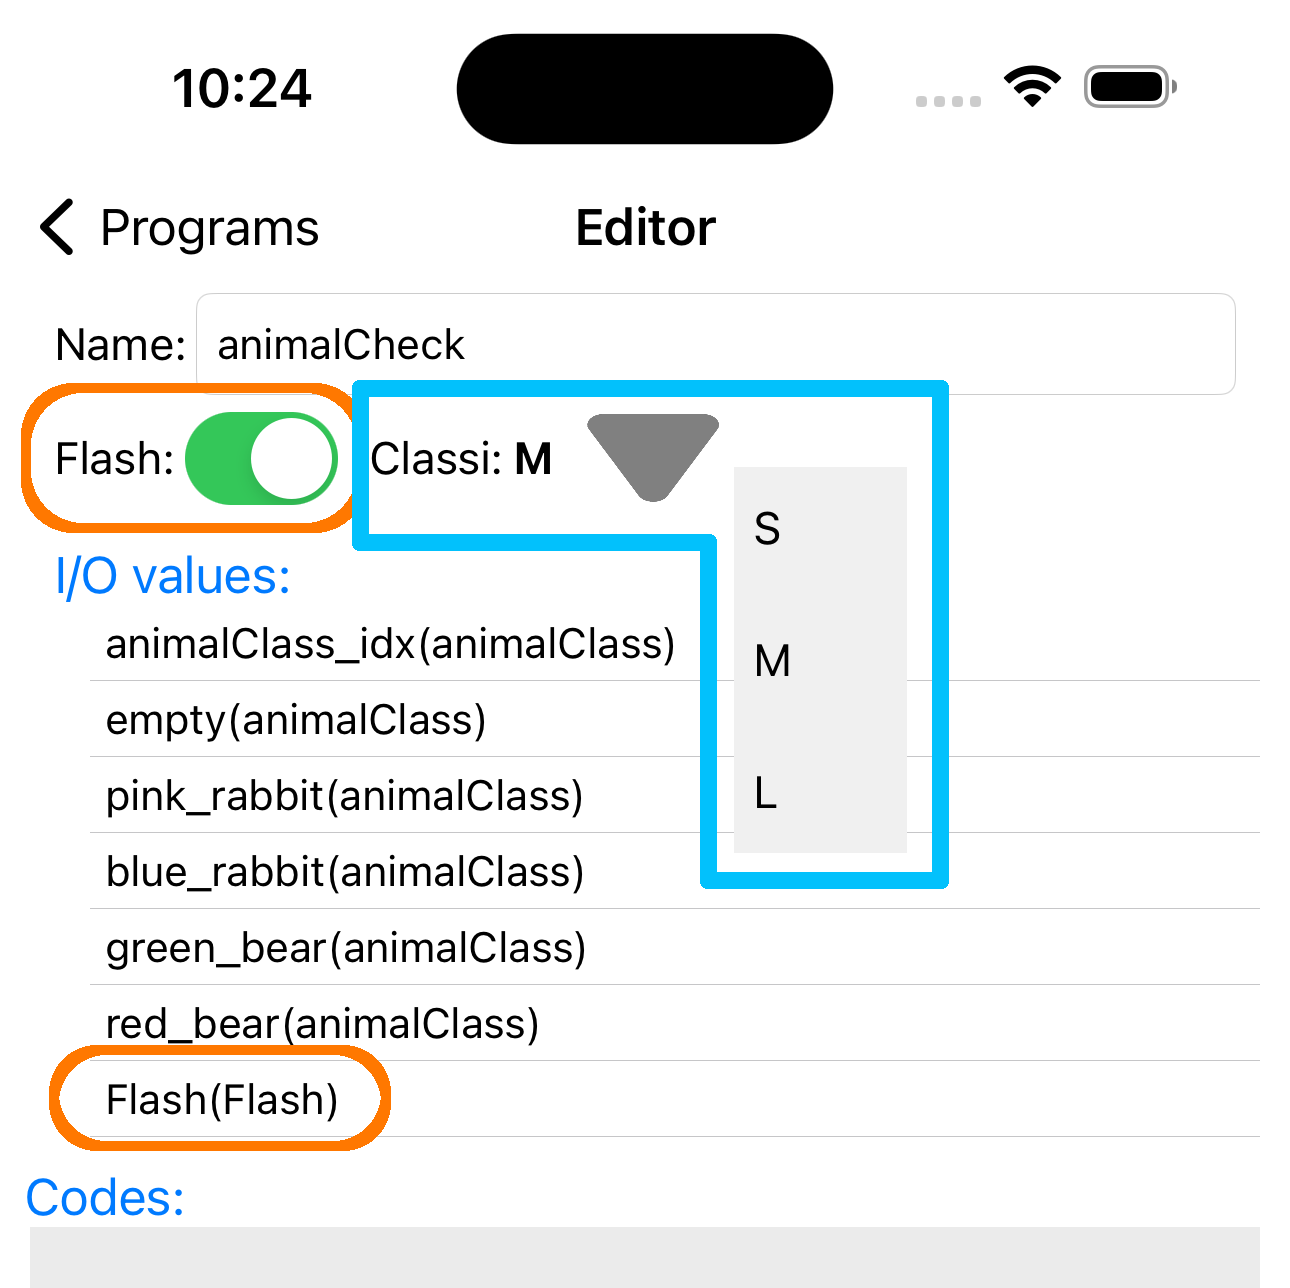 10:24
Programs
Editor
Name: animalCheck
Flash: Classi: M
S
M
L
I/O values:
animalClass_idx(animalClass)
empty(animalClass)
pink_rabbit(animalClass)
blue_rabbit(animalClass)
green_bear(animalClass)
red_bear(animalClass)
Flash(Flash)
Codes: